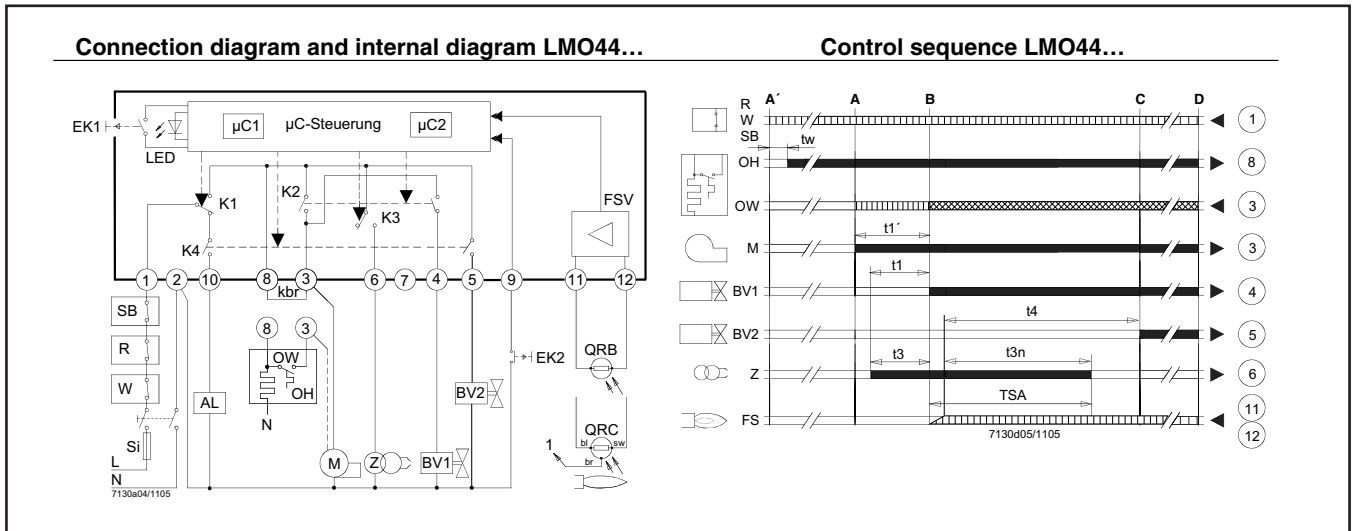 Connection diagram and internal diagram LMO44...
EK1
LED
µC1
µC-Steuerung
µC2
K1
K2
K3
K4
FSV
1 2 10 8 3 6 7 4 5 9 11 12
kbr
SB
R
W
Si
L
N
7130a04/1105
AL
8 3
OW
OH
N
M
Z
BV1
BV2
EK2
QRB
QRC
bl sw
br
1
Control sequence LMO44...
A´ A B C D
R
W
SB
1
tw
OH 8
OW 3
t1´
M 3
t1
BV1 4
t4
BV2 5
t3 t3n
Z 6
TSA
FS 11
12
7130d05/1105